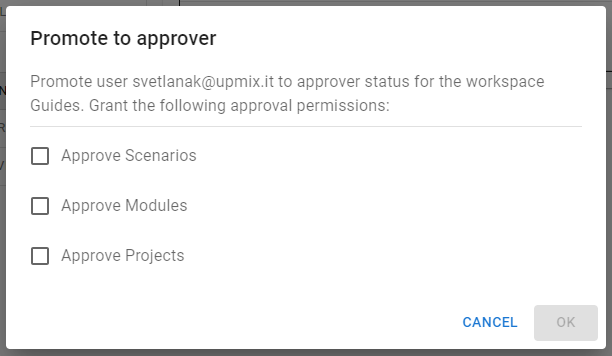 Promote to approver
Promote user svetlanak@upmix.it to approver status for the workspace
Guides. Grant the following approval permissions:
Approve Scenarios
Approve Modules
Approve Projects
CANCEL OK